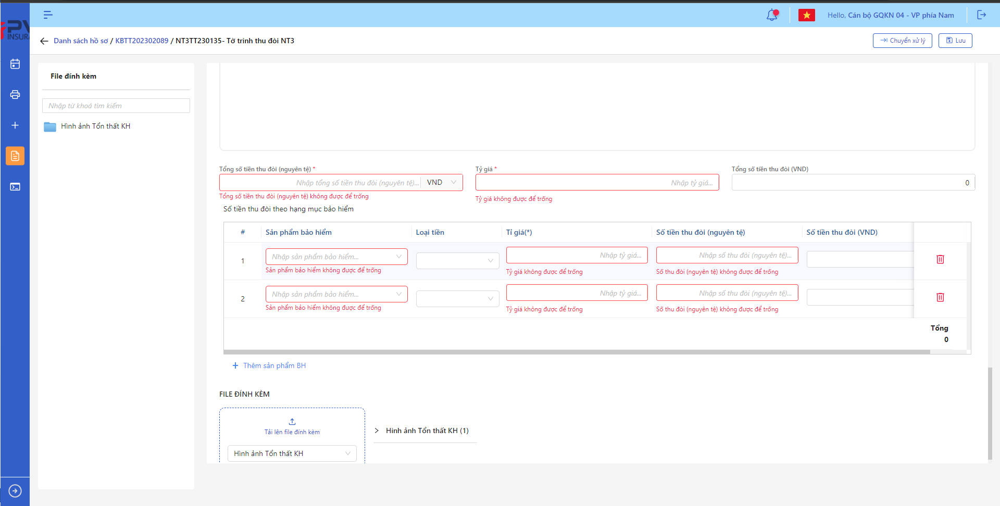 PV
INSURA
Hello, Cán bộ GQKN 04 - VP phía Nam
Danh sách hồ sơ / KBTT202302089 / NT3TT230135- Tờ trình thu đòi NT3
Chuyển xử lý
Lưu
File đính kèm
Nhập từ khoá tìm kiếm
Hình ảnh Tổn thất KH
Tổng số tiền thu đòi (nguyên tệ) *
Tỷ giá *
Tổng số tiền thu đòi (VND)
Nhập tổng số tiền thu đòi (nguyên tệ)... VND
Nhập tỷ giá...
0
Tổng số tiền thu đòi (nguyên tệ) không được để trống
Tỷ giá không được để trống
Số tiền thu đòi theo hạng mục bảo hiểm
# Sản phẩm bảo hiểm Loại tiền Tỉ giá(*) Số tiền thu đòi (nguyên tệ) Số tiền thu đòi (VND)
1 Nhập sản phẩm bảo hiểm... Nhập tỷ giá... Nhập số thu đòi (nguyên tệ)...
Sản phẩm bảo hiểm không được để trống Tỷ giá không được để trống Số thu đòi (nguyên tệ) không được để trống
2 Nhập sản phẩm bảo hiểm... Nhập tỷ giá... Nhập số thu đòi (nguyên tệ)...
Sản phẩm bảo hiểm không được để trống Tỷ giá không được để trống Số thu đòi (nguyên tệ) không được để trống
Tổng
0
+ Thêm sản phẩm BH
FILE ĐÍNH KÈM
Tải lên file đính kèm
Hình ảnh Tổn thất KH
Hình ảnh Tổn thất KH (1)